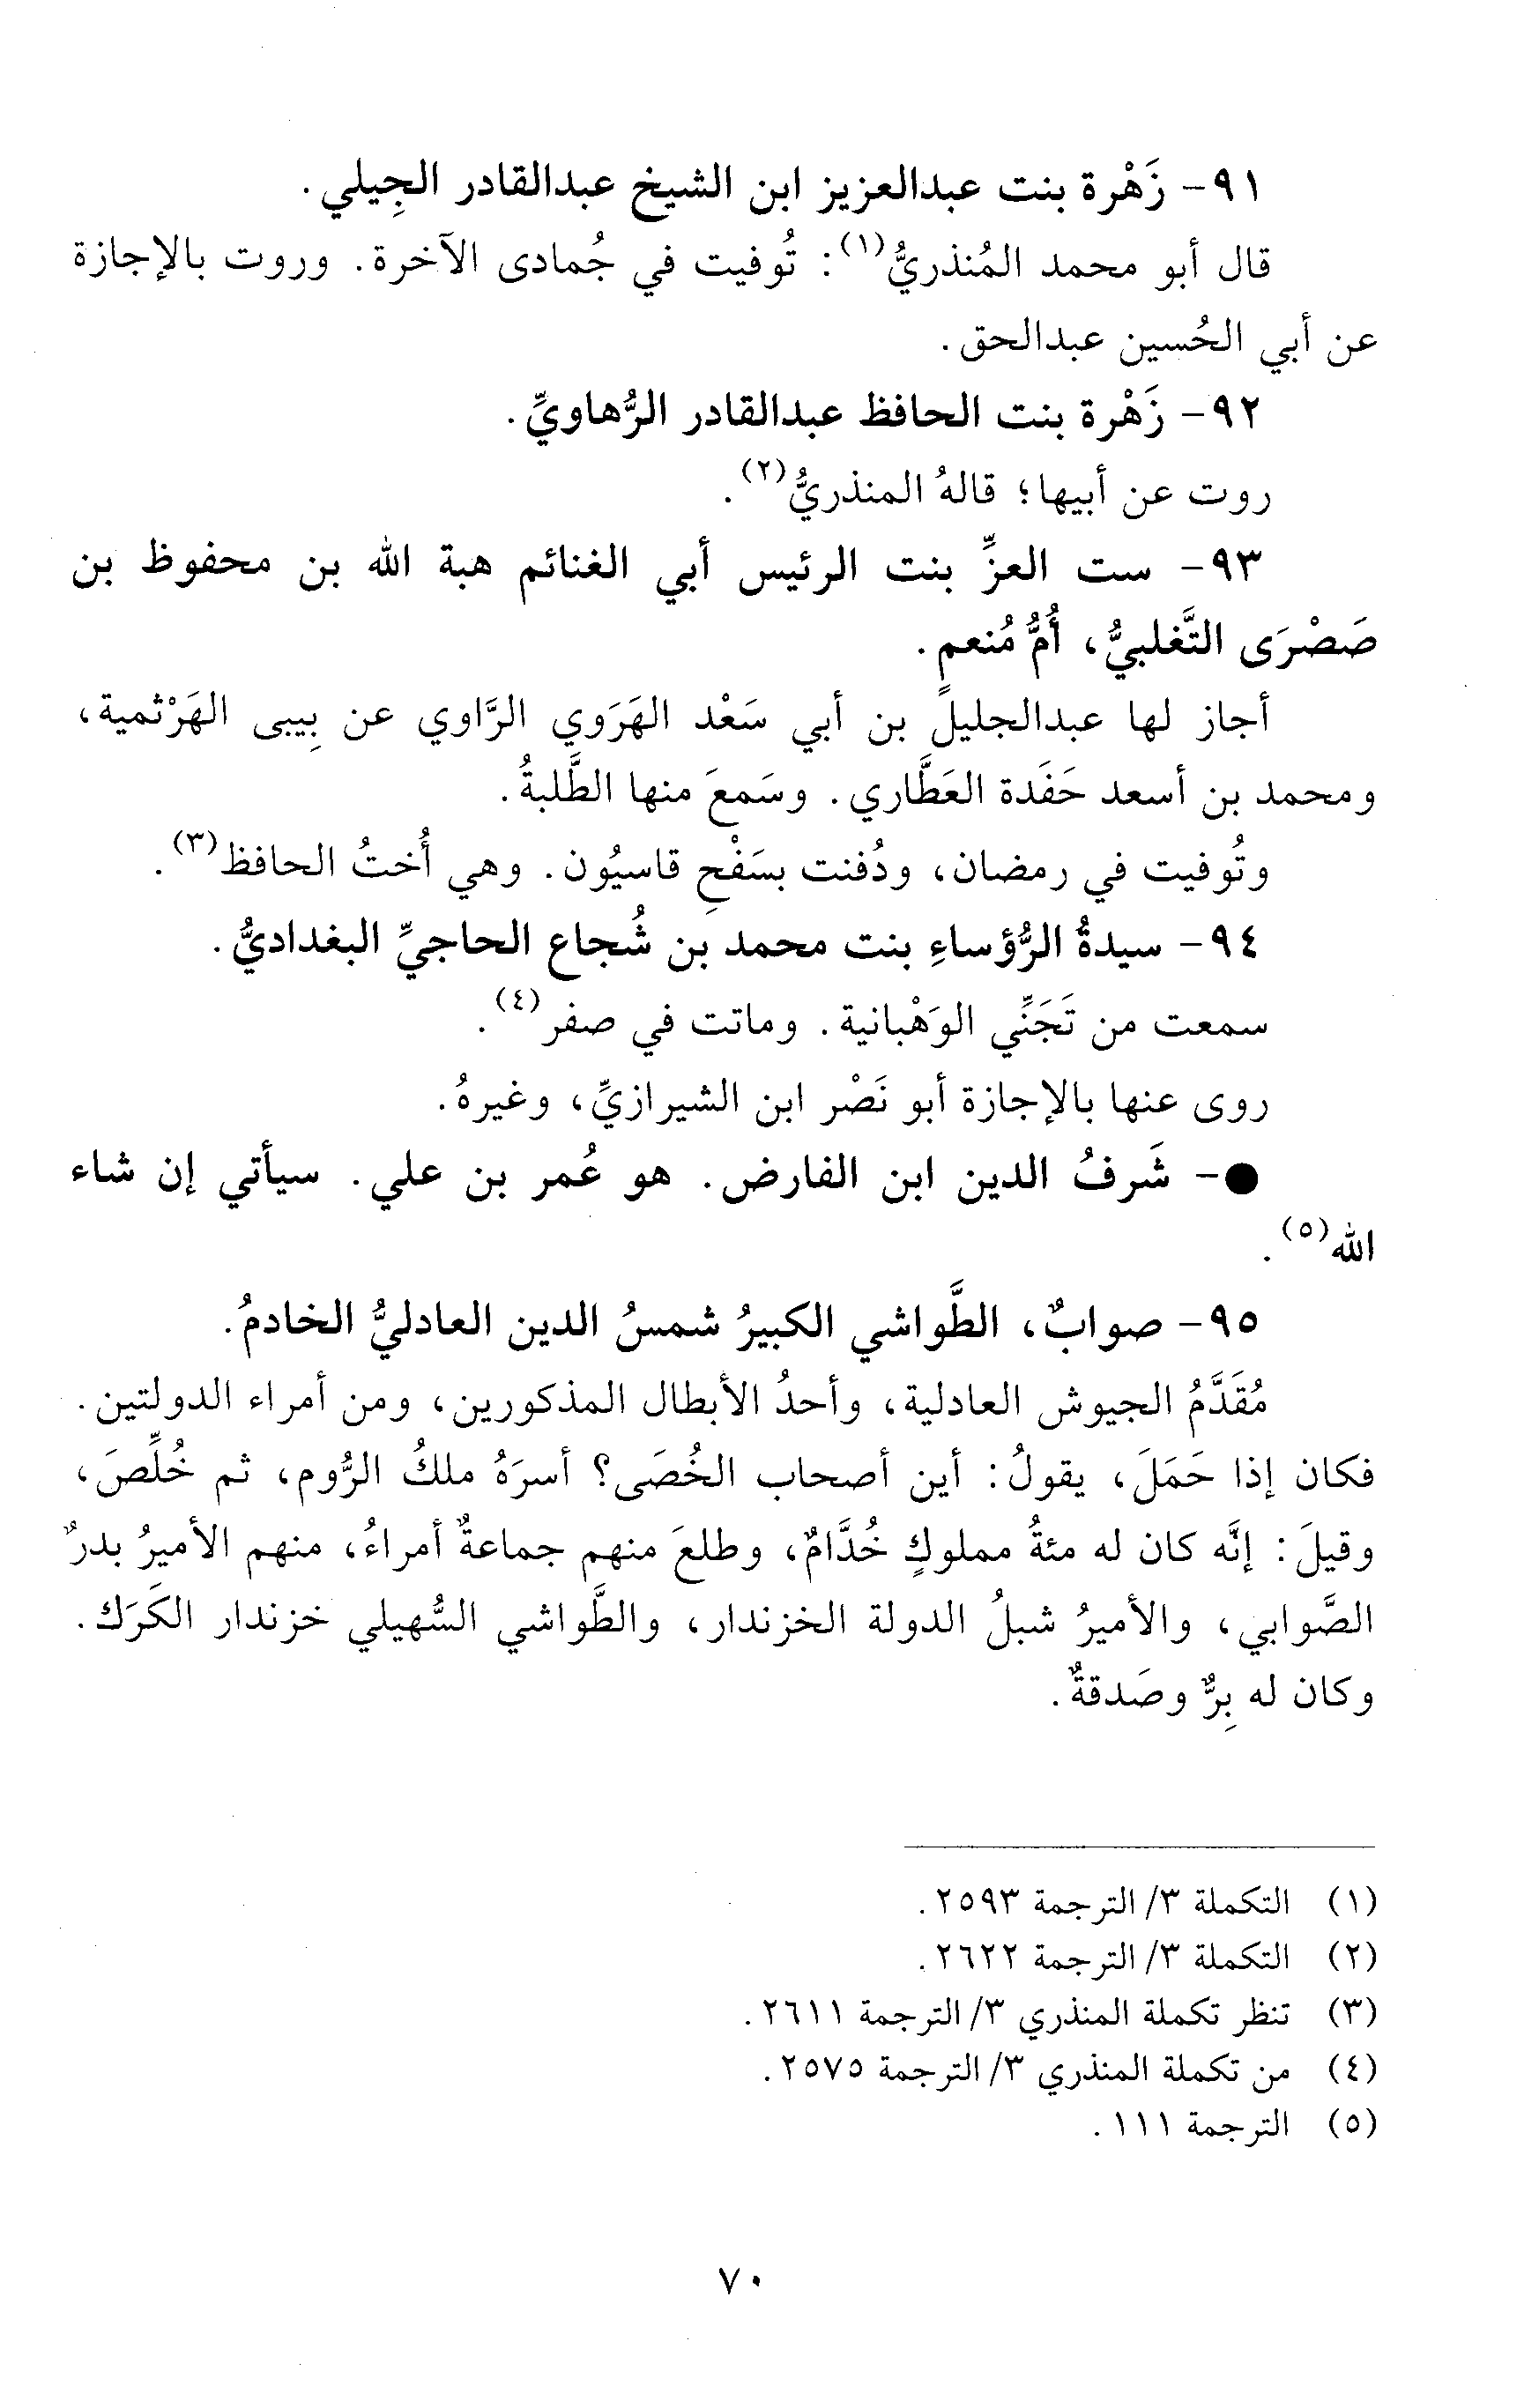 ٩١- زَهْرة بنت عبدالعزيز ابن الشيخ عبدالقادر الجِيلي.
قال أبو محمد المُنذريُّ(١): تُوفيت في جُمادى الآخرة. وروت بالإجازة
عن أبي الحُسين عبدالحق.
٩٢- زَهْرة بنت الحافظ عبدالقادر الرُّهاويِّ.
روت عن أبيها؛ قالهُ المنذريُّ(٢).
٩٣- ست العزِّ بنت الرئيس أبي الغنائم هبة الله بن محفوظ بن
صَصْرَى التَّغلبيُّ، أُمُّ مُنعمٍ.
أجاز لها عبدالجليل بن أبي سَعْد الهَرَوي الرَّاوي عن بِيبى الهَرْثمية،
ومحمد بن أسعد حَفَدة العَطَّاري. وسَمعَ منها الطَّلبةُ.
وتُوفيت في رمضان، ودُفنت بسَفْحِ قاسيُون. وهي أُختُ الحافظ(٣).
٩٤- سيدةُ الرُّؤساءِ بنت محمد بن شُجاع الحاجيِّ البغداديُّ.
سمعت من تَجَنِّي الوَهْبانية. وماتت في صفر(٤).
روى عنها بالإجازة أبو نَصْر ابن الشيرازيِّ، وغيرهُ.
●- شَرفُ الدين ابن الفارض. هو عُمر بن علي. سيأتي إن شاء
الله(٥).
٩٥- صوابٌ، الطَّواشي الكبيرُ شمسُ الدين العادليُّ الخادمُ.
مُقَدَّمُ الجيوش العادلية، وأحدُ الأبطال المذكورين، ومن أمراء الدولتين.
فكان إذا حَمَلَ، يقولُ: أين أصحاب الخُصَى؟ أسرَهُ ملكُ الرُّوم، ثم خُلِّصَ،
وقيلَ: إنَّه كان له مئةُ مملوكٍ خُدَّامٌ، وطلعَ منهم جماعةٌ أمراءُ، منهم الأميرُ بدرٌ
الصَّوابي، والأميرُ شبلُ الدولة الخزندار، والطَّواشي السُّهيلي خزندار الكَرَك.
وكان له بِرٌّ وصَدقةٌ.
(١) التكملة ٣/ الترجمة ٢٥٩٣.
(٢) التكملة ٣/ الترجمة ٢٦٢٢.
(٣) تنظر تكملة المنذري ٣/ الترجمة ٢٦١١.
(٤) من تكملة المنذري ٣/ الترجمة ٢٥٧٥.
(٥) الترجمة ١١١.
٧٠